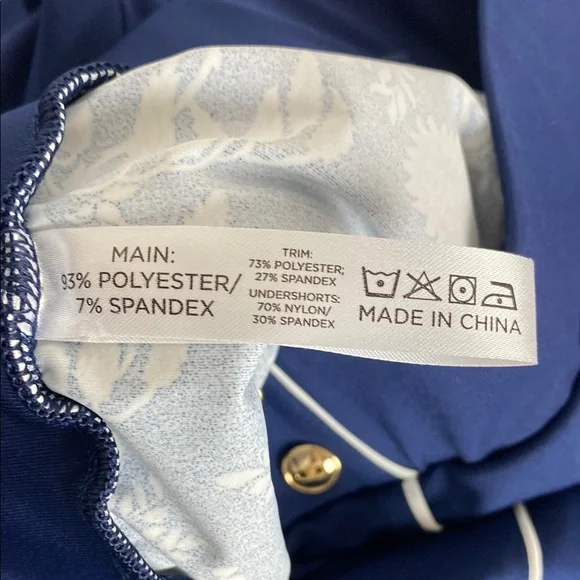 MAIN:
93% POLYESTER/
7% SPANDEX
TRIM:
73% POLYESTER;
27% SPANDEX
UNDERSHORTS:
70% NYLON/
30% SPANDEX
MADE IN CHINA